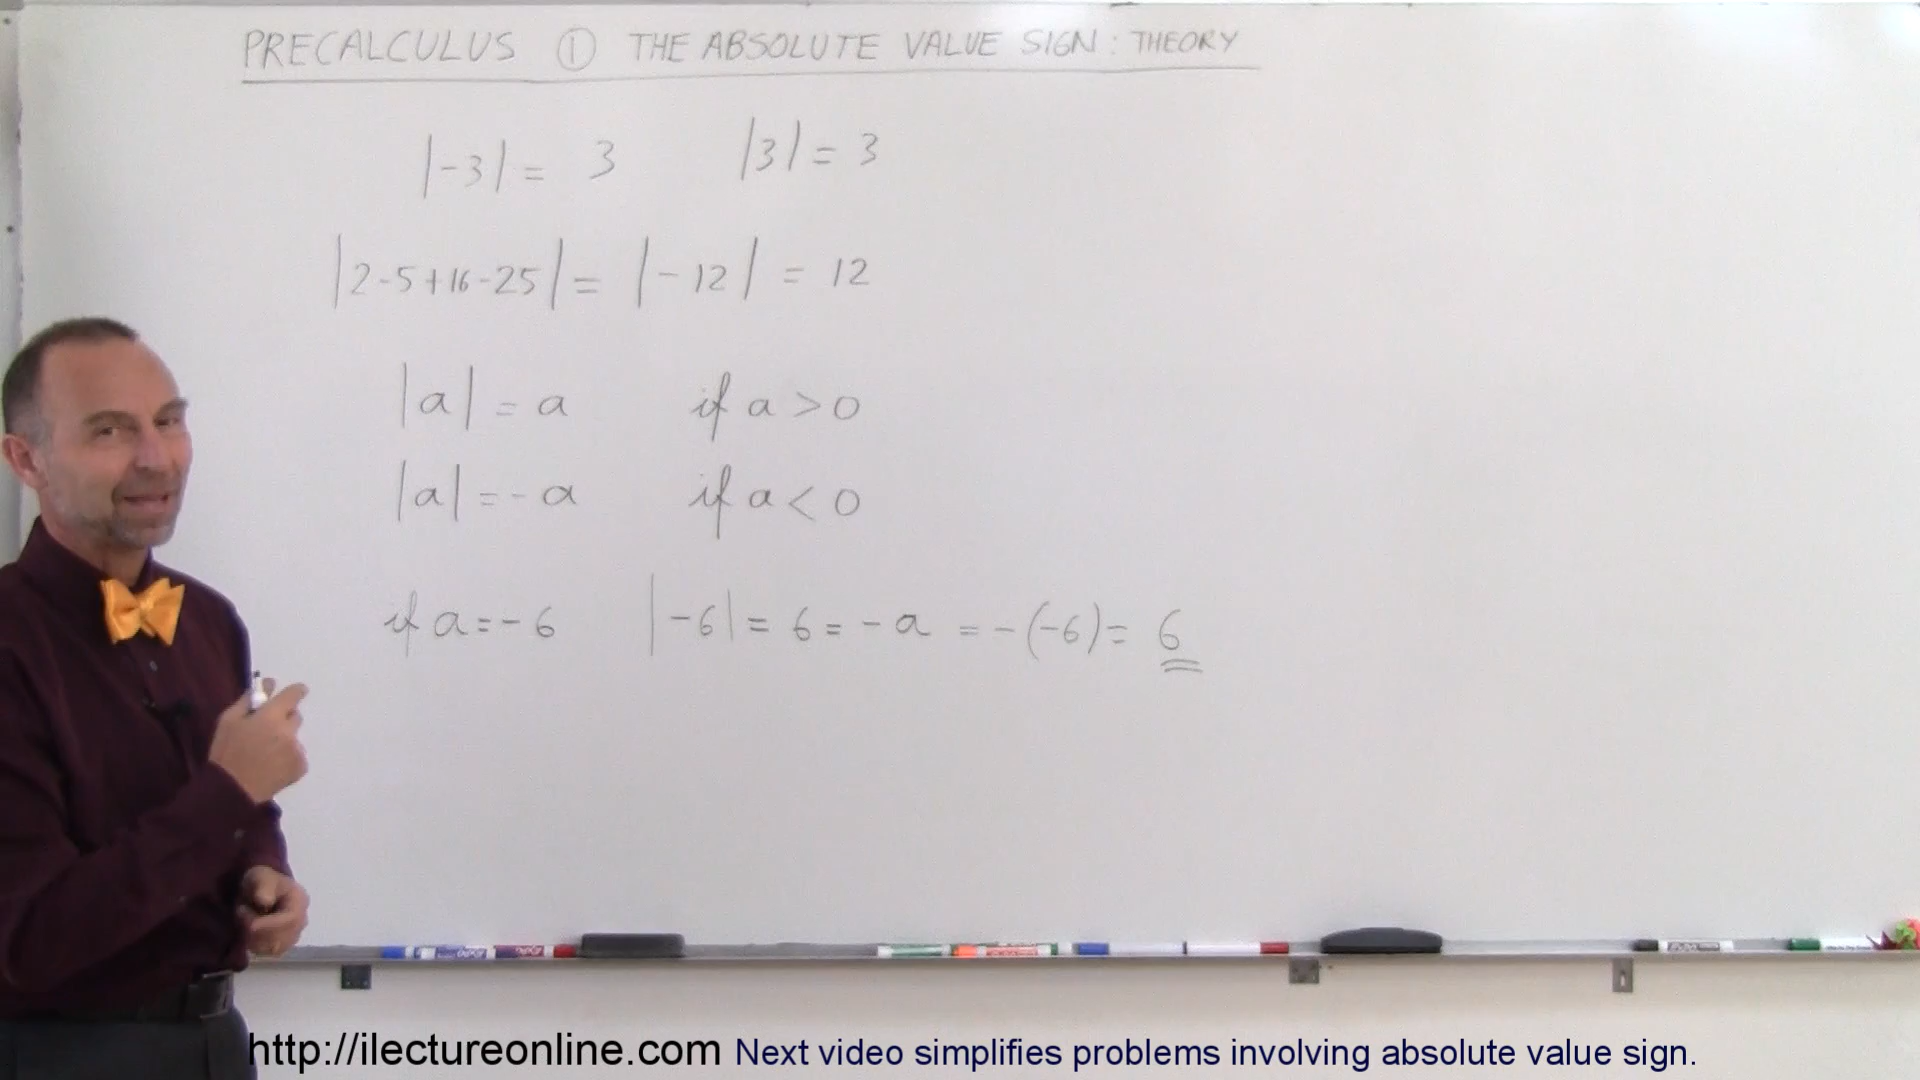 PRECALCULUS ① THE ABSOLUTE VALUE SIGN: THEORY
|-3| = 3 |3| = 3
|2-5+16-25| = |-12| = 12
|a| = a if a > 0
|a| = -a if a < 0
if a = -6 |-6| = 6 = -a = -(-6) = 6
http://ilectureonline.com Next video simplifies problems involving absolute value sign.